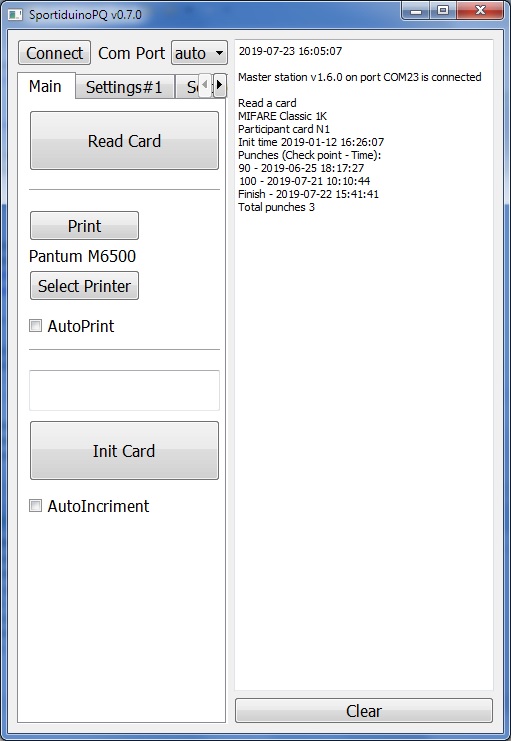 SportiduinoPQ v0.7.0
Connect Com Port auto
Main Settings#1
Read Card
Print
Pantum M6500
Select Printer
AutoPrint
Init Card
AutoIncriment
2019-07-23 16:05:07
Master station v1.6.0 on port COM23 is connected
Read a card
MIFARE Classic 1K
Participant card N1
Init time 2019-01-12 16:26:07
Punches (Check point - Time):
90 - 2019-06-25 18:17:27
100 - 2019-07-21 10:10:44
Finish - 2019-07-22 15:41:41
Total punches 3
Clear